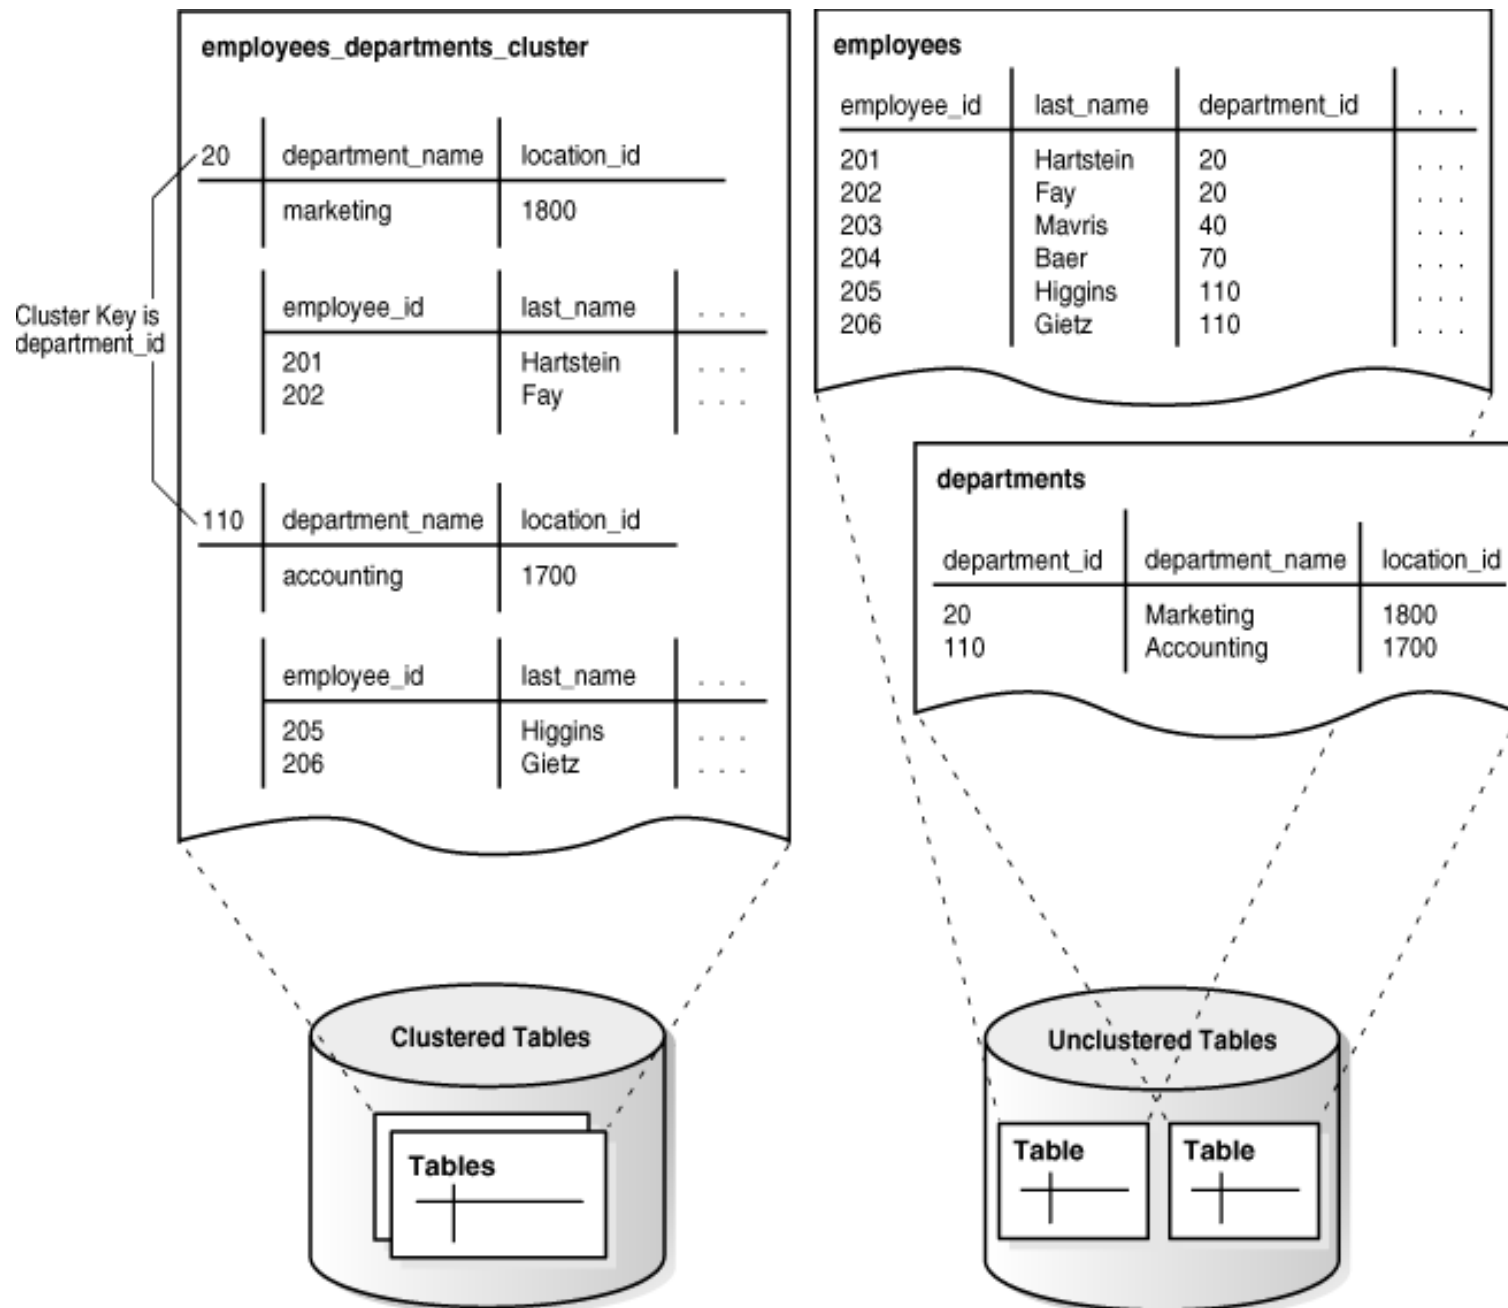 employees_departments_cluster
20 department_name location_id
marketing 1800
employee_id last_name . . .
201 Hartstein . . .
202 Fay . . .
Cluster Key is
department_id
110 department_name location_id
accounting 1700
employee_id last_name . . .
205 Higgins . . .
206 Gietz . . .
Clustered Tables
Tables
employees
employee_id last_name department_id . . .
201 Hartstein 20 . . .
202 Fay 20 . . .
203 Mavris 40 . . .
204 Baer 70 . . .
205 Higgins 110 . . .
206 Gietz 110 . . .
departments
department_id department_name location_id
20 Marketing 1800
110 Accounting 1700
Unclustered Tables
Table Table